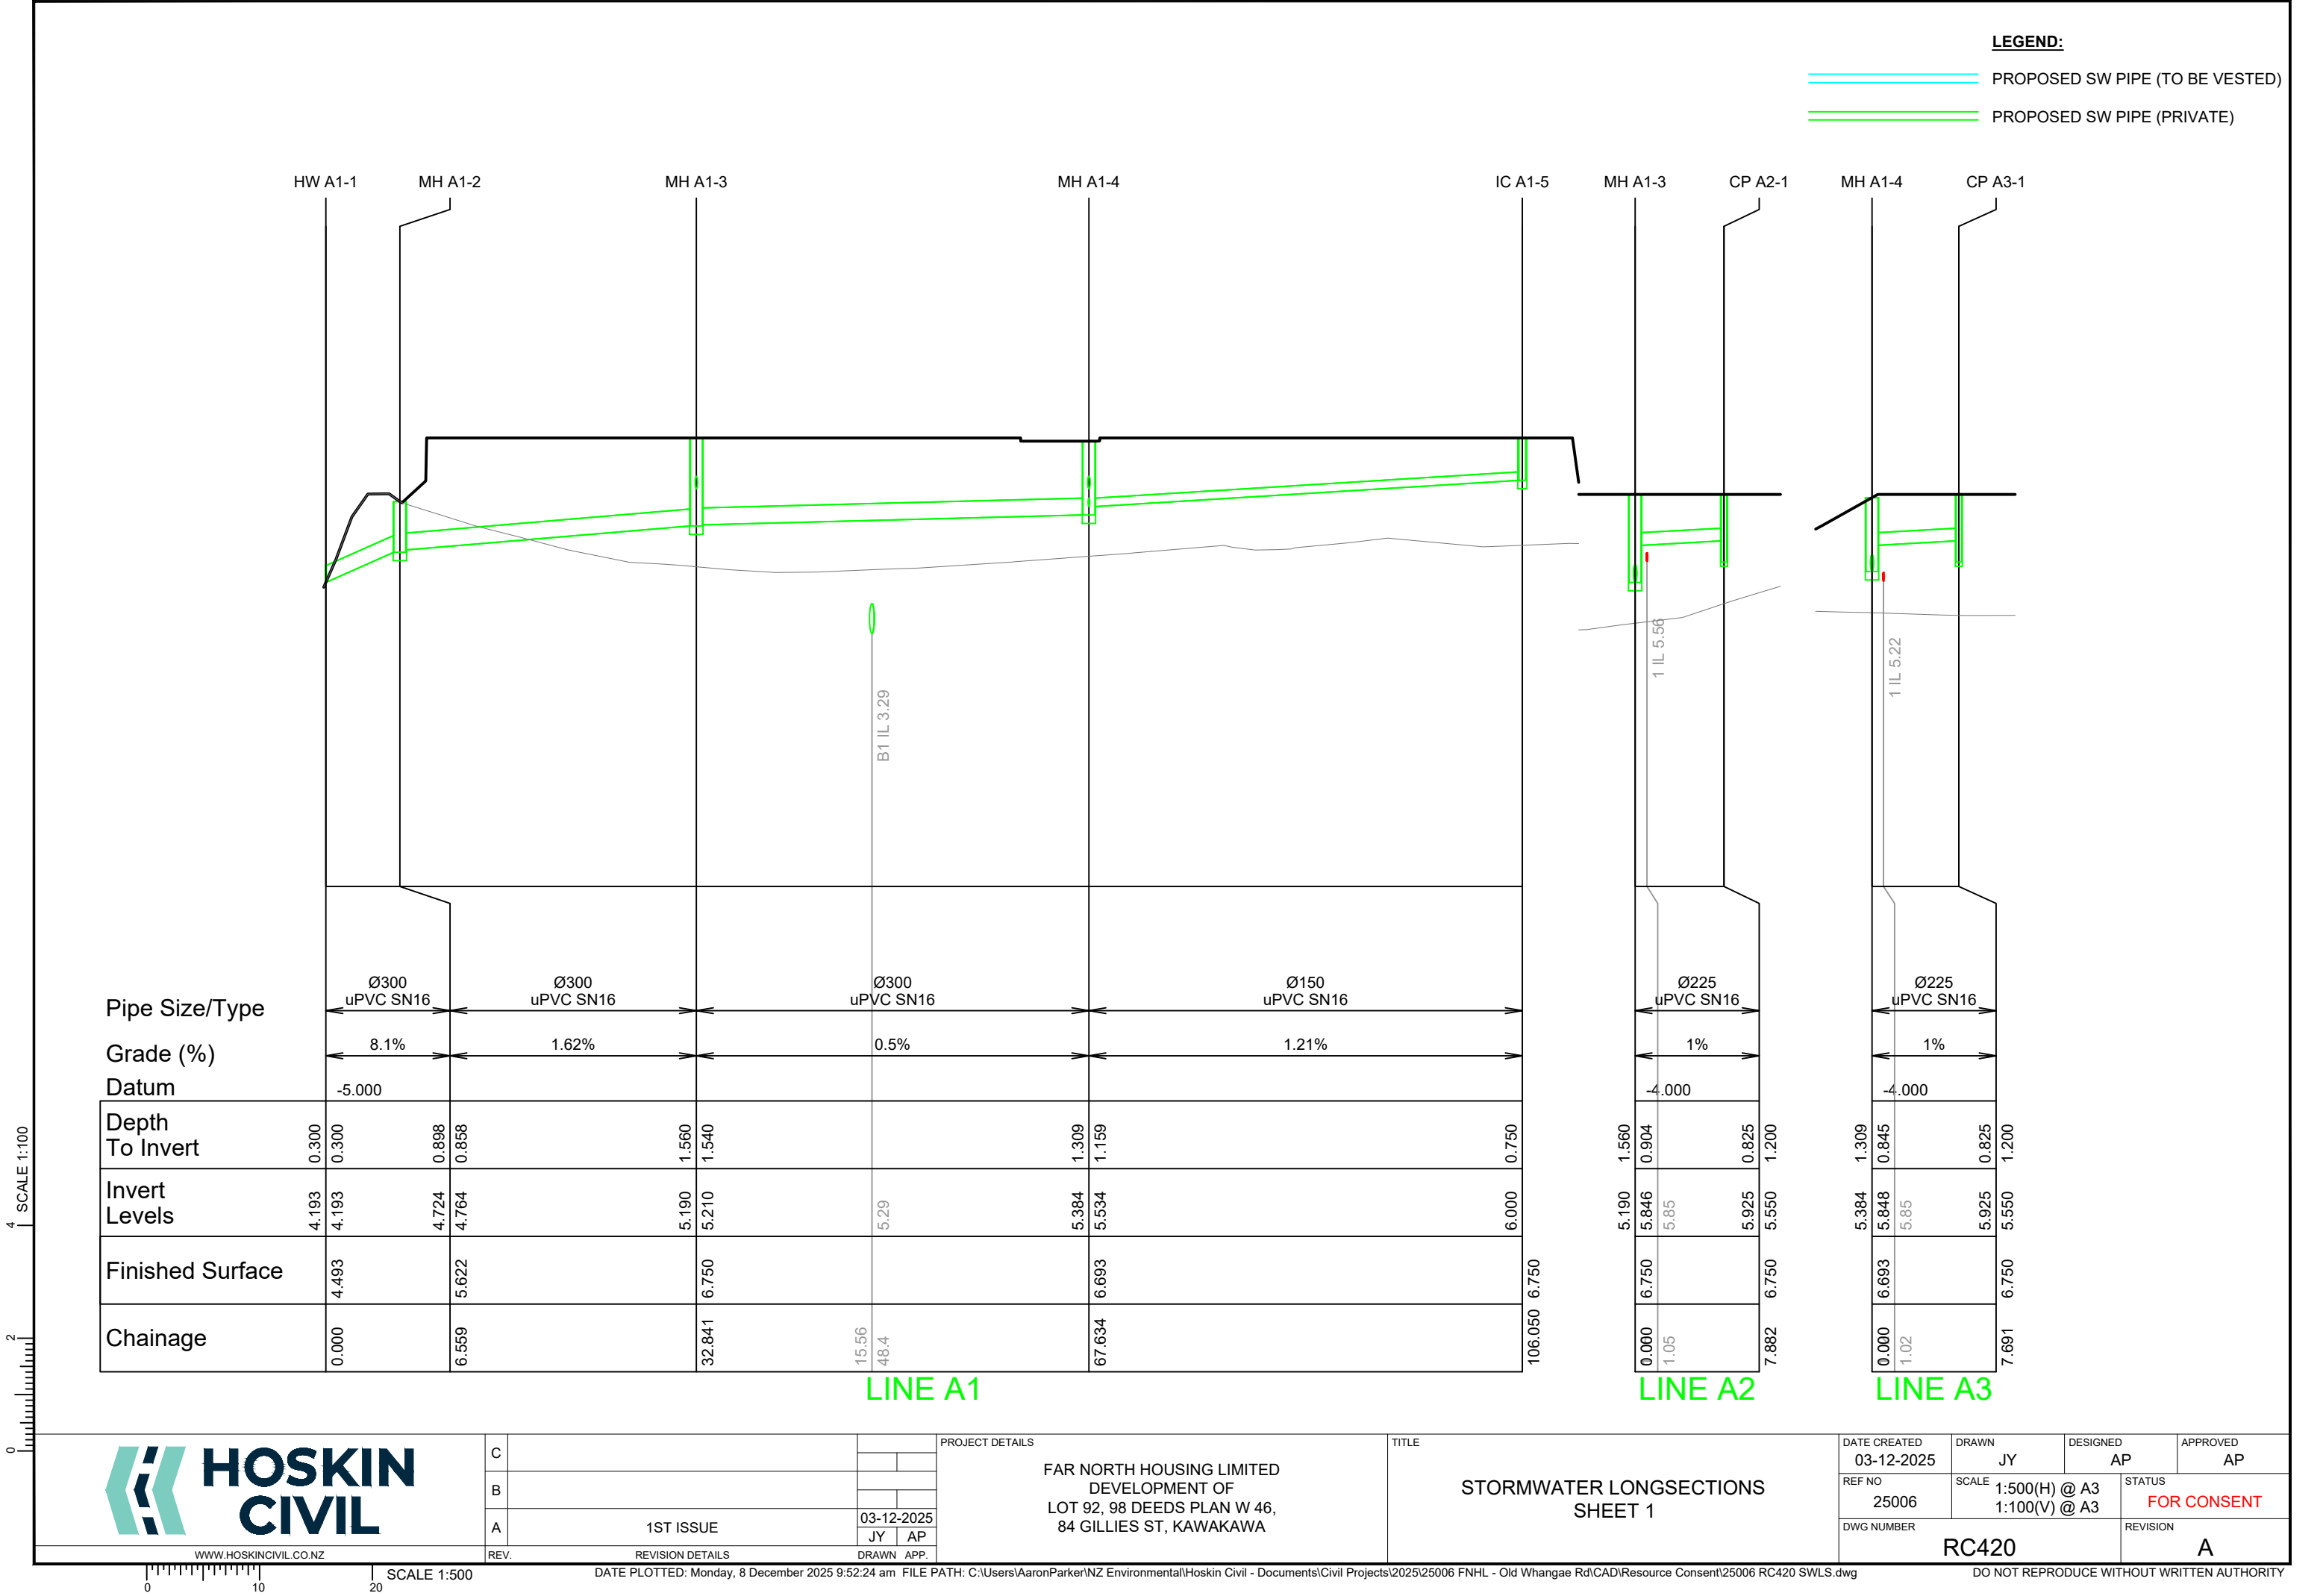 LEGEND:
PROPOSED SW PIPE (TO BE VESTED)
PROPOSED SW PIPE (PRIVATE)
HW A1-1 MH A1-2 MH A1-3 MH A1-4 IC A1-5 MH A1-3 CP A2-1 MH A1-4 CP A3-1
B1 IL 3.29
1 IL 5.56
1 IL 5.22
Pipe Size/Type
Ø300
uPVC SN16
Ø300
uPVC SN16
Ø300
uPVC SN16
Ø150
uPVC SN16
Ø225
uPVC SN16
Ø225
uPVC SN16
Grade (%) 8.1% 1.62% 0.5% 1.21% 1% 1%
Datum -5.000 -4.000 -4.000
Depth
To Invert
0.300 0.300 0.898 0.858 1.560 1.540 1.309 1.159 0.750 1.560 0.904 0.825 1.200 1.309 0.845 0.825 1.200
Invert
Levels
4.193 4.193 4.724 4.764 5.190 5.210 5.29 5.384 5.534 6.000 5.190 5.846 5.85 5.925 5.550 5.384 5.848 5.85 5.925 5.550
Finished Surface 4.493 5.622 6.750 6.693 6.750 6.750 6.750 6.693 6.750
Chainage 0.000 6.559 32.841 15.56 48.4 67.634 106.050 0.000 1.05 7.882 0.000 1.02 7.691
LINE A1 LINE A2 LINE A3
SCALE 1:100
4
2
0
HOSKIN
CIVIL
WWW.HOSKINCIVIL.CO.NZ
C
B
A 1ST ISSUE 03-12-2025
JY AP
REV. REVISION DETAILS DRAWN APP.
PROJECT DETAILS
FAR NORTH HOUSING LIMITED
DEVELOPMENT OF
LOT 92, 98 DEEDS PLAN W 46,
84 GILLIES ST, KAWAKAWA
TITLE
STORMWATER LONGSECTIONS
SHEET 1
DATE CREATED
03-12-2025
DRAWN
JY
DESIGNED
AP
APPROVED
AP
REF NO
25006
SCALE 1:500(H) @ A3
1:100(V) @ A3
STATUS
FOR CONSENT
DWG NUMBER
RC420
REVISION
A
0 10 20
SCALE 1:500
DATE PLOTTED: Monday, 8 December 2025 9:52:24 am FILE PATH: C:\Users\AaronParker\NZ Environmental\Hoskin Civil - Documents\Civil Projects\2025\25006 FNHL - Old Whangae Rd\CAD\Resource Consent\25006 RC420 SWLS.dwg
DO NOT REPRODUCE WITHOUT WRITTEN AUTHORITY